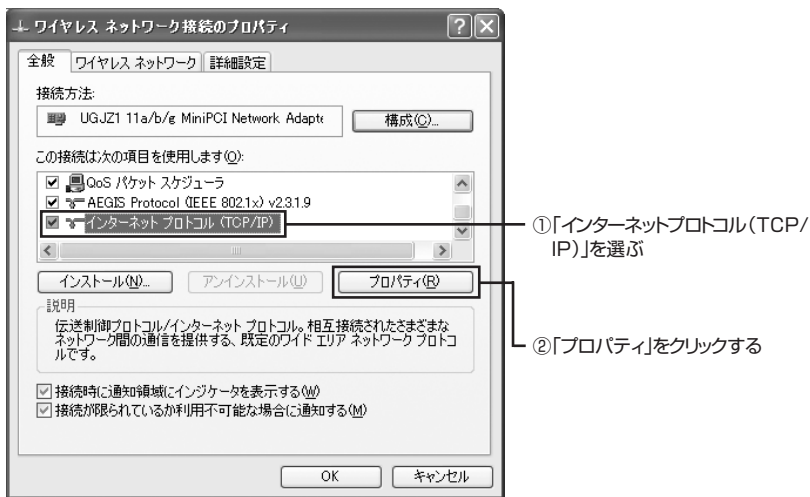 ワイヤレス ネットワーク接続のプロパティ
全般 ワイヤレス ネットワーク 詳細設定
接続方法:
UGJZ1 11a/b/g MiniPCI Network Adapte 構成(C)...
この接続は次の項目を使用します(O):
QoS パケット スケジューラ
AEGIS Protocol (IEEE 802.1x) v2.3.1.9
インターネット プロトコル (TCP/IP)
①「インターネットプロトコル(TCP/
IP)」を選ぶ
インストール(N)... アンインストール(U) プロパティ(R)
説明
伝送制御プロトコル/インターネット プロトコル。相互接続されたさまざまな
ネットワーク間の通信を提供する、既定のワイド エリア ネットワーク プロトコ
ルです。
②「プロパティ」をクリックする
接続時に通知領域にインジケータを表示する(W)
接続が限られているか利用不可能な場合に通知する(M)
OK キャンセル